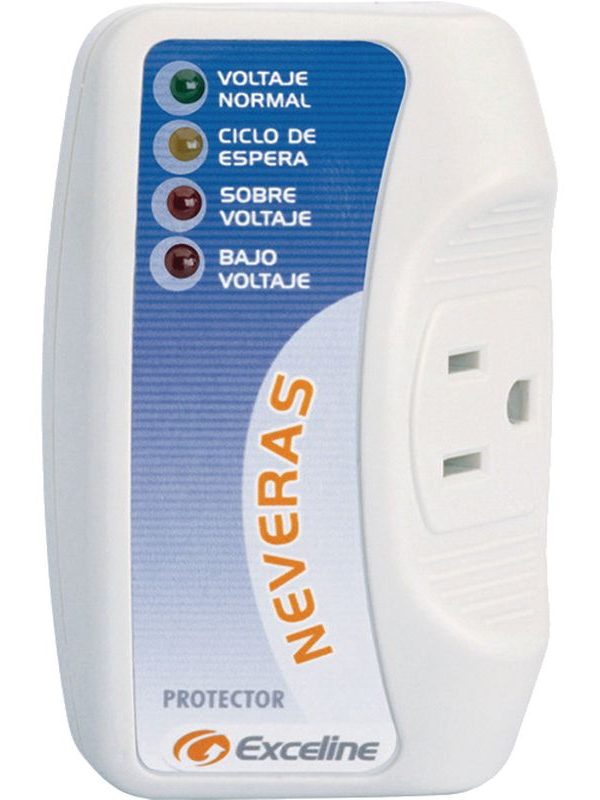 VOLTAJE
NORMAL
CICLO DE
ESPERA
SOBRE
VOLTAJE
BAJO
VOLTAJE
NEVERAS
PROTECTOR
Exceline